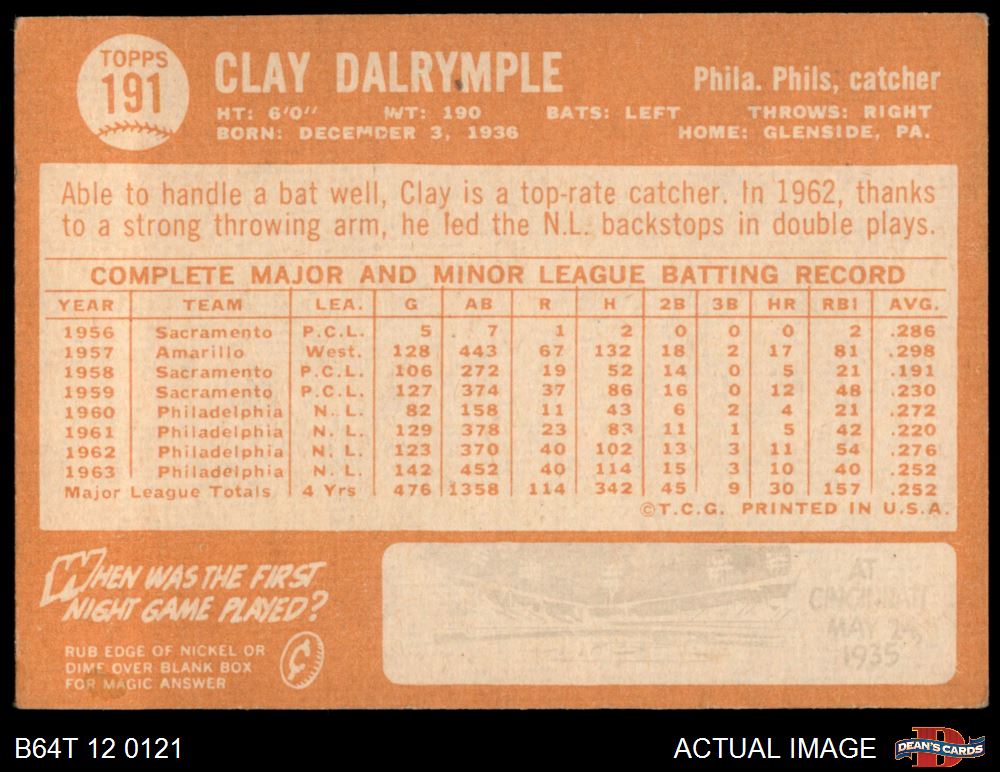 TOPPS
191
CLAY DALRYMPLE
Phila. Phils, catcher
HT: 6'0" WT: 190 BATS: LEFT THROWS: RIGHT
BORN: DECEMBER 3, 1936 HOME: GLENSIDE, PA.
Able to handle a bat well, Clay is a top-rate catcher. In 1962, thanks
to a strong throwing arm, he led the N.L. backstops in double plays.
COMPLETE MAJOR AND MINOR LEAGUE BATTING RECORD
YEAR TEAM LEA. G AB R H 2B 3B HR RBI AVG.
1956 Sacramento P.C.L. 5 7 1 2 0 0 0 2 .286
1957 Amarillo West. 128 443 67 132 18 2 17 81 .298
1958 Sacramento P.C.L. 106 272 19 52 14 0 5 21 .191
1959 Sacramento P.C.L. 127 374 37 86 16 0 12 48 .230
1960 Philadelphia N.L. 82 158 11 43 6 2 4 21 .272
1961 Philadelphia N.L. 129 378 23 83 11 1 5 42 .220
1962 Philadelphia N.L. 123 370 40 102 13 3 11 54 .276
1963 Philadelphia N.L. 142 452 40 114 15 3 10 40 .252
Major League Totals 4 Yrs 476 1358 114 342 45 9 30 157 .252
©T.C.G. PRINTED IN U.S.A.
WHEN WAS THE FIRST
NIGHT GAME PLAYED?
RUB EDGE OF NICKEL OR
DIME OVER BLANK BOX
FOR MAGIC ANSWER
AT
CINCINNATI
MAY 24,
1935
B64T 12 0121
ACTUAL IMAGE
DEAN'S CARDS